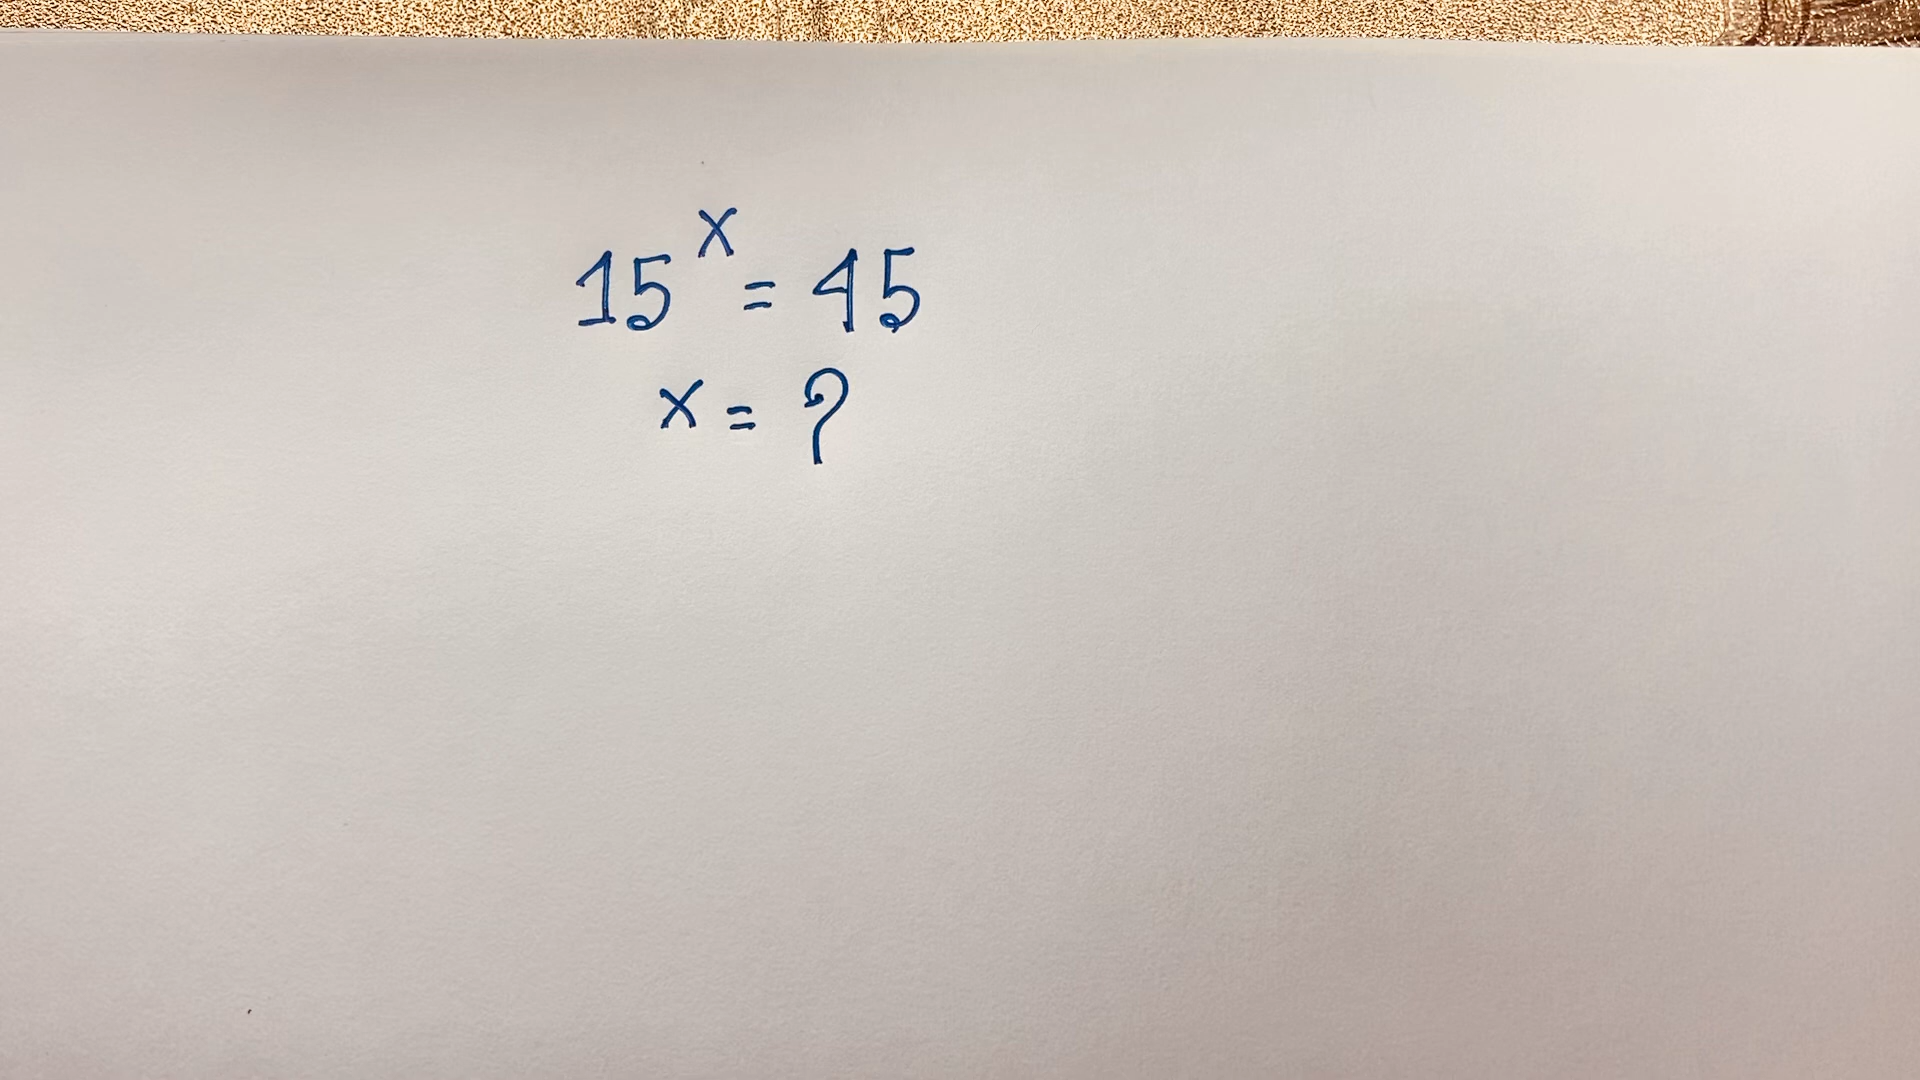 15^x = 45
x = ?